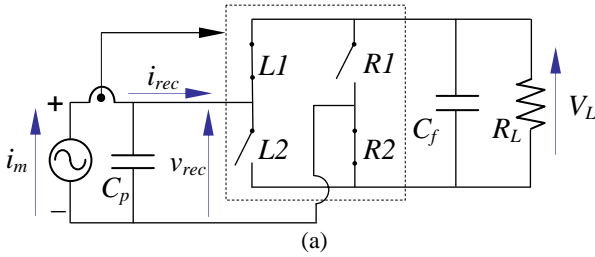 L1
R1
i_rec
+
i_m
v_rec
C_p
L2
R2
C_f
R_L
V_L
−
(a)